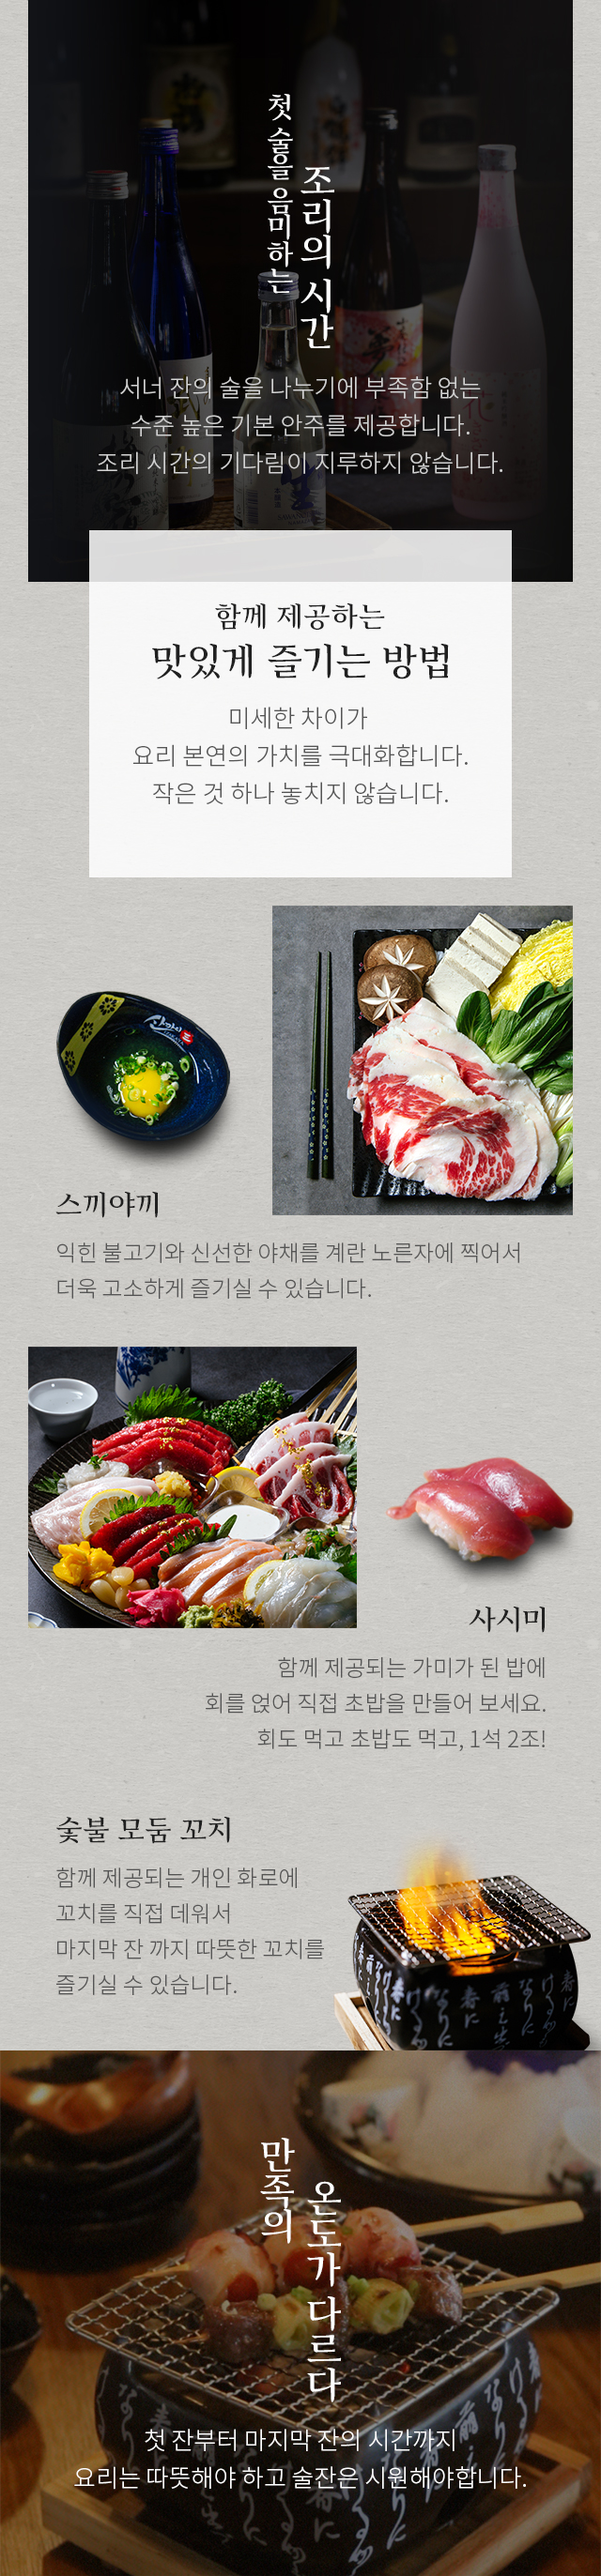 첫 술을 음미하는
조리의 시간
서너 잔의 술을 나누기에 부족함 없는
수준 높은 기본 안주를 제공합니다.
조리 시간의 기다림이 지루하지 않습니다.
함께 제공하는
맛있게 즐기는 방법
미세한 차이가
요리 본연의 가치를 극대화합니다.
작은 것 하나 놓치지 않습니다.
스끼야끼
익힌 불고기와 신선한 야채를 계란 노른자에 찍어서
더욱 고소하게 즐기실 수 있습니다.
사시미
함께 제공되는 가미가 된 밥에
회를 얹어 직접 초밥을 만들어 보세요.
회도 먹고 초밥도 먹고, 1석 2조!
숯불 모둠 꼬치
함께 제공되는 개인 화로에
꼬치를 직접 데워서
마지막 잔 까지 따뜻한 꼬치를
즐기실 수 있습니다.
만족의
온도가 다르다
첫 잔부터 마지막 잔의 시간까지
요리는 따뜻해야 하고 술잔은 시원해야합니다.